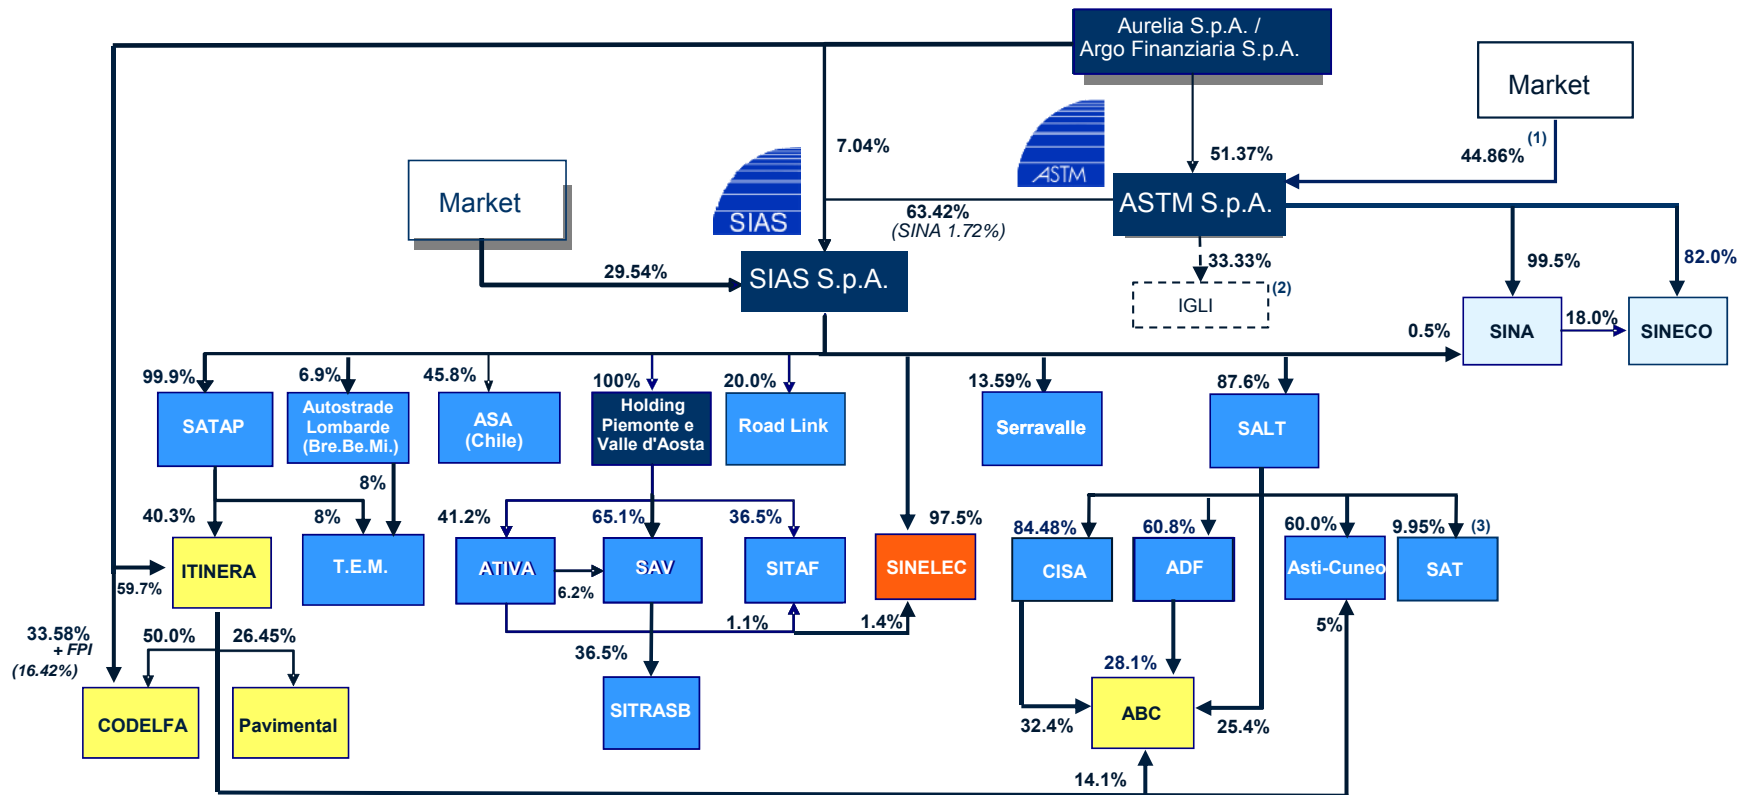 Aurelia S.p.A. /
Argo Finanziaria S.p.A.
Market
7.04%
ASTM
51.37%
44.86% (1)
Market
SIAS
ASTM S.p.A.
63.42%
(SINA 1.72%)
29.54%
SIAS S.p.A.
33.33%
99.5%
82.0%
IGLI
(2)
0.5%
SINA
18.0%
SINECO
99.9%
6.9%
45.8%
100%
20.0%
13.59%
87.6%
SATAP
Autostrade
Lombarde
(Bre.Be.Mi.)
ASA
(Chile)
Holding
Piemonte e
Valle d'Aosta
Road Link
Serravalle
SALT
8%
40.3%
8%
41.2%
65.1%
36.5%
97.5%
84.48%
60.8%
60.0%
9.95% (3)
ITINERA
T.E.M.
ATIVA
SAV
SITAF
SINELEC
CISA
ADF
Asti-Cuneo
SAT
59.7%
6.2%
1.1%
1.4%
5%
33.58%
+ FPI
(16.42%)
50.0%
26.45%
36.5%
28.1%
CODELFA
Pavimental
SITRASB
ABC
32.4%
25.4%
14.1%